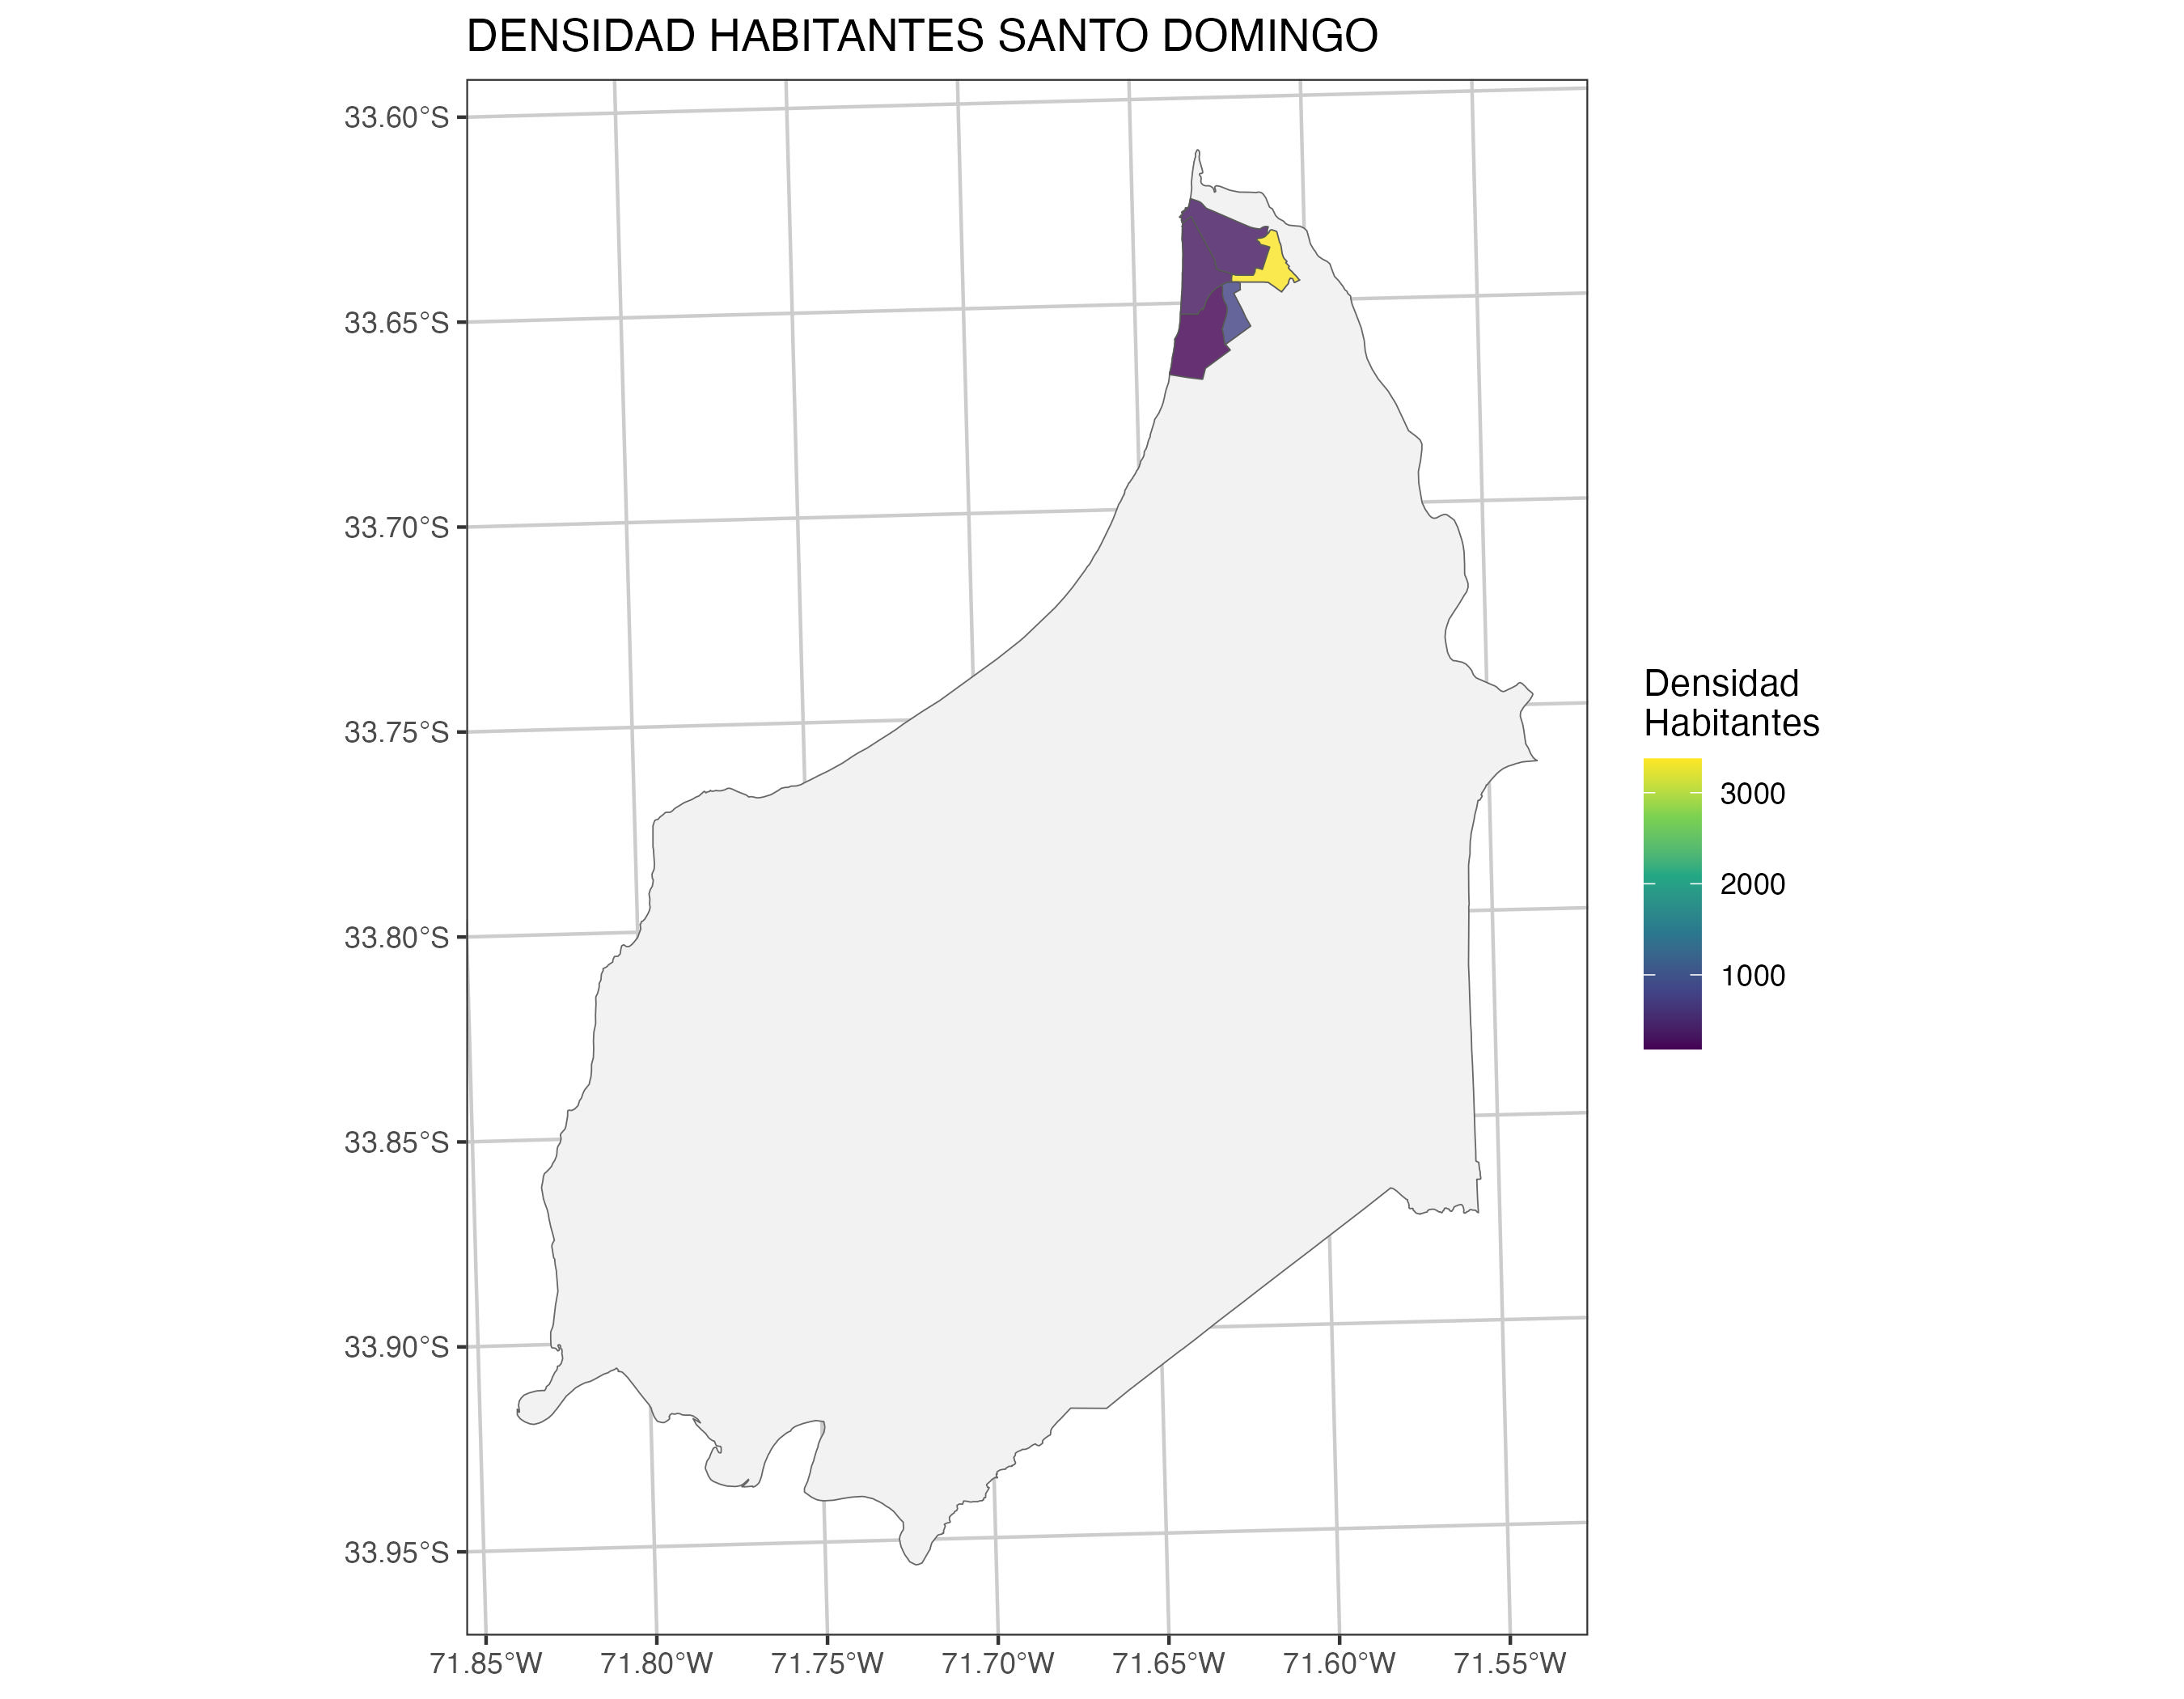 DENSIDAD HABITANTES SANTO DOMINGO
33.60°S
33.65°S
33.70°S
33.75°S
33.80°S
33.85°S
33.90°S
33.95°S
71.85°W 71.80°W 71.75°W 71.70°W 71.65°W 71.60°W 71.55°W
Densidad
Habitantes
3000
2000
1000